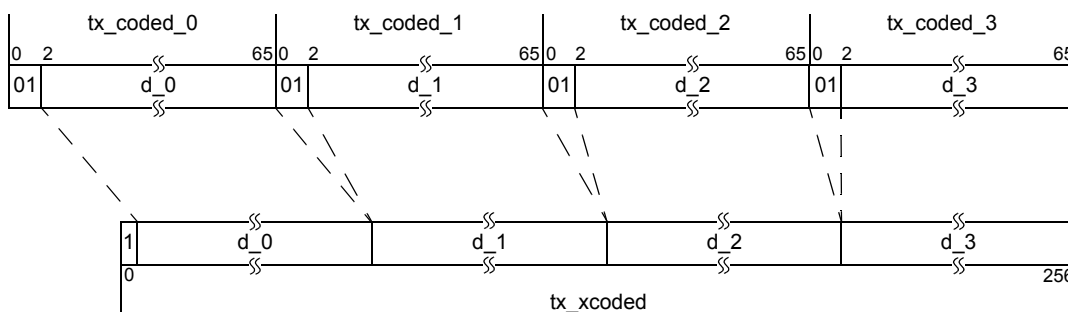 tx_coded_0 tx_coded_1 tx_coded_2 tx_coded_3
0 2 65 0 2 65 0 2 65 0 2 65
01 d_0 01 d_1 01 d_2 01 d_3
1 d_0 d_1 d_2 d_3
0 256
tx_xcoded